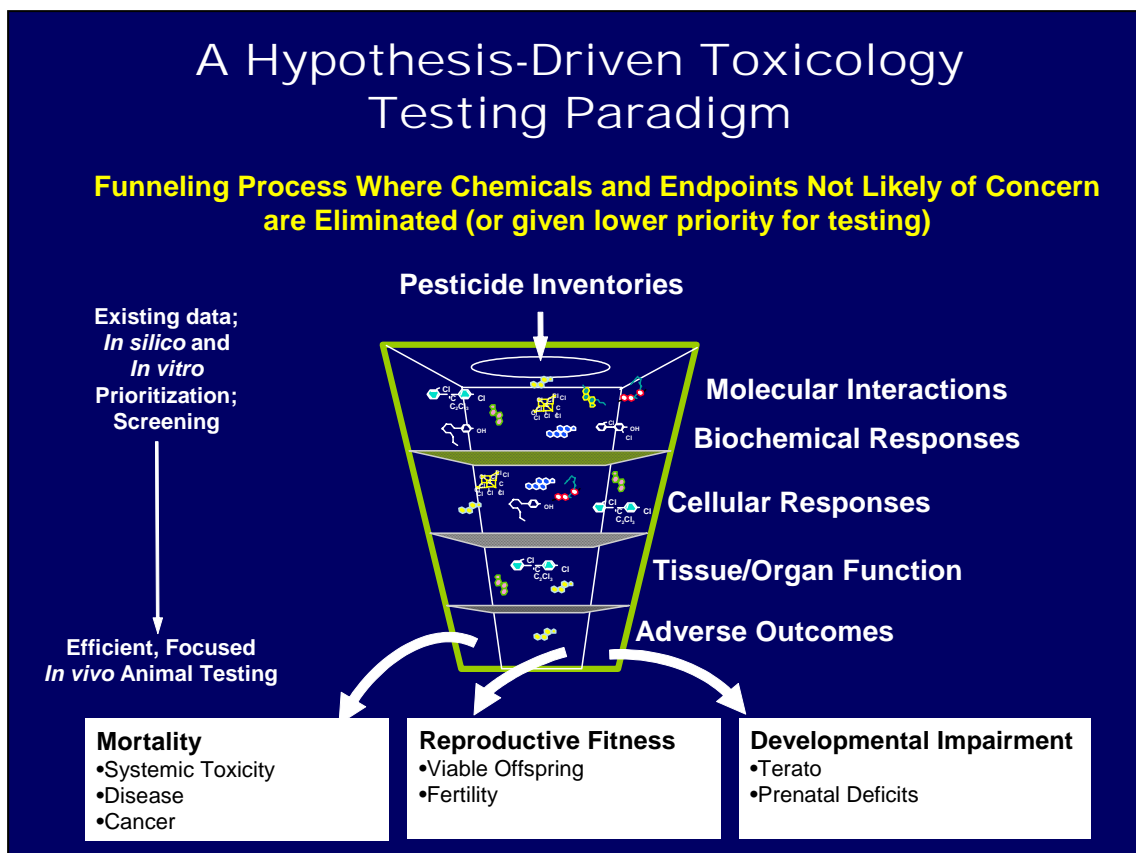 A Hypothesis-Driven Toxicology
Testing Paradigm
Funneling Process Where Chemicals and Endpoints Not Likely of Concern
are Eliminated (or given lower priority for testing)
Pesticide Inventories
Existing data;
In silico and
In vitro
Prioritization;
Screening
Molecular Interactions
Biochemical Responses
Cellular Responses
Tissue/Organ Function
Adverse Outcomes
Efficient, Focused
In vivo Animal Testing
Mortality
•Systemic Toxicity
•Disease
•Cancer
Reproductive Fitness
•Viable Offspring
•Fertility
Developmental Impairment
•Terato
•Prenatal Deficits